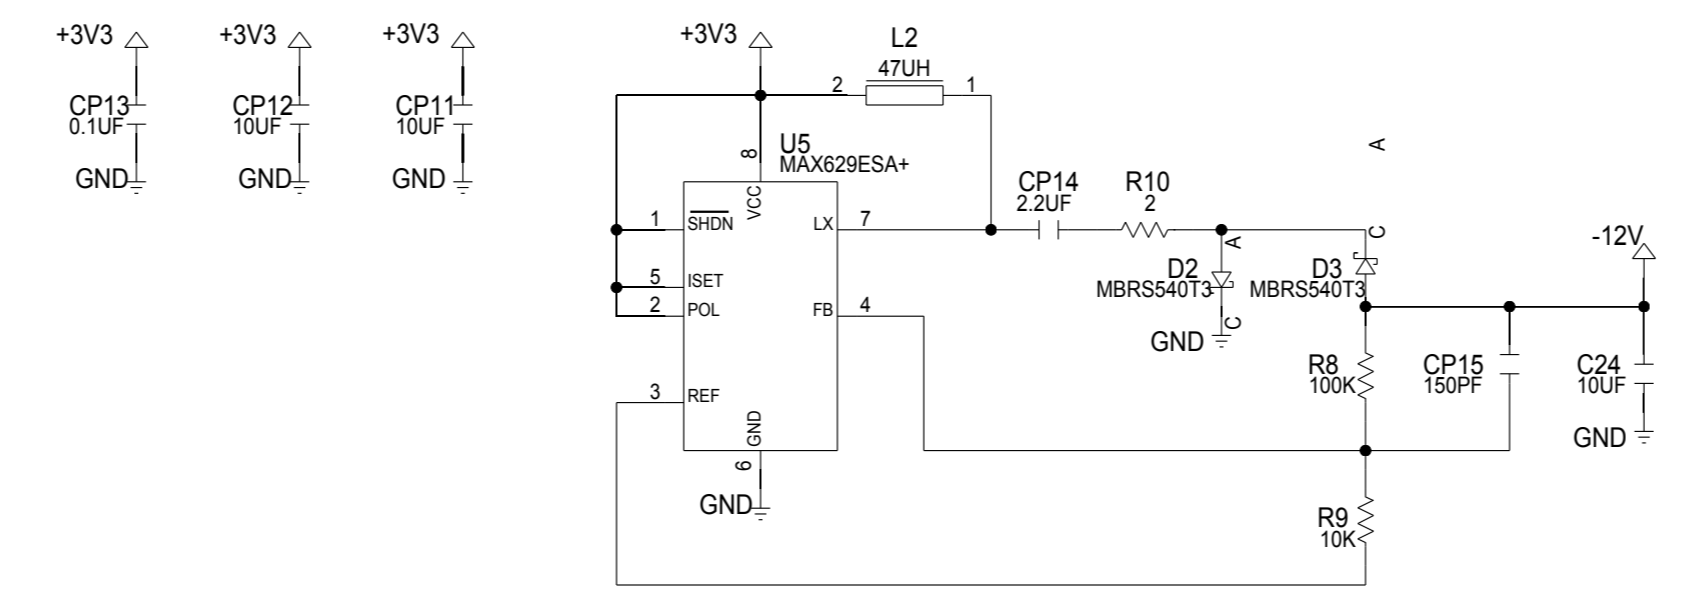 +3V3
CP13
0.1UF
GND
+3V3
CP12
10UF
GND
+3V3
CP11
10UF
GND
+3V3
L2
47UH
2
1
U5
MAX629ESA+
8
VCC
1
SHDN
LX
7
5
ISET
2
POL
FB
4
3
REF
GND
6
GND
CP14
2.2UF
R10
2
A
D2
MBRS540T3
C
GND
A
C
D3
MBRS540T3
-12V
R8
100K
CP15
150PF
C24
10UF
GND
R9
10K